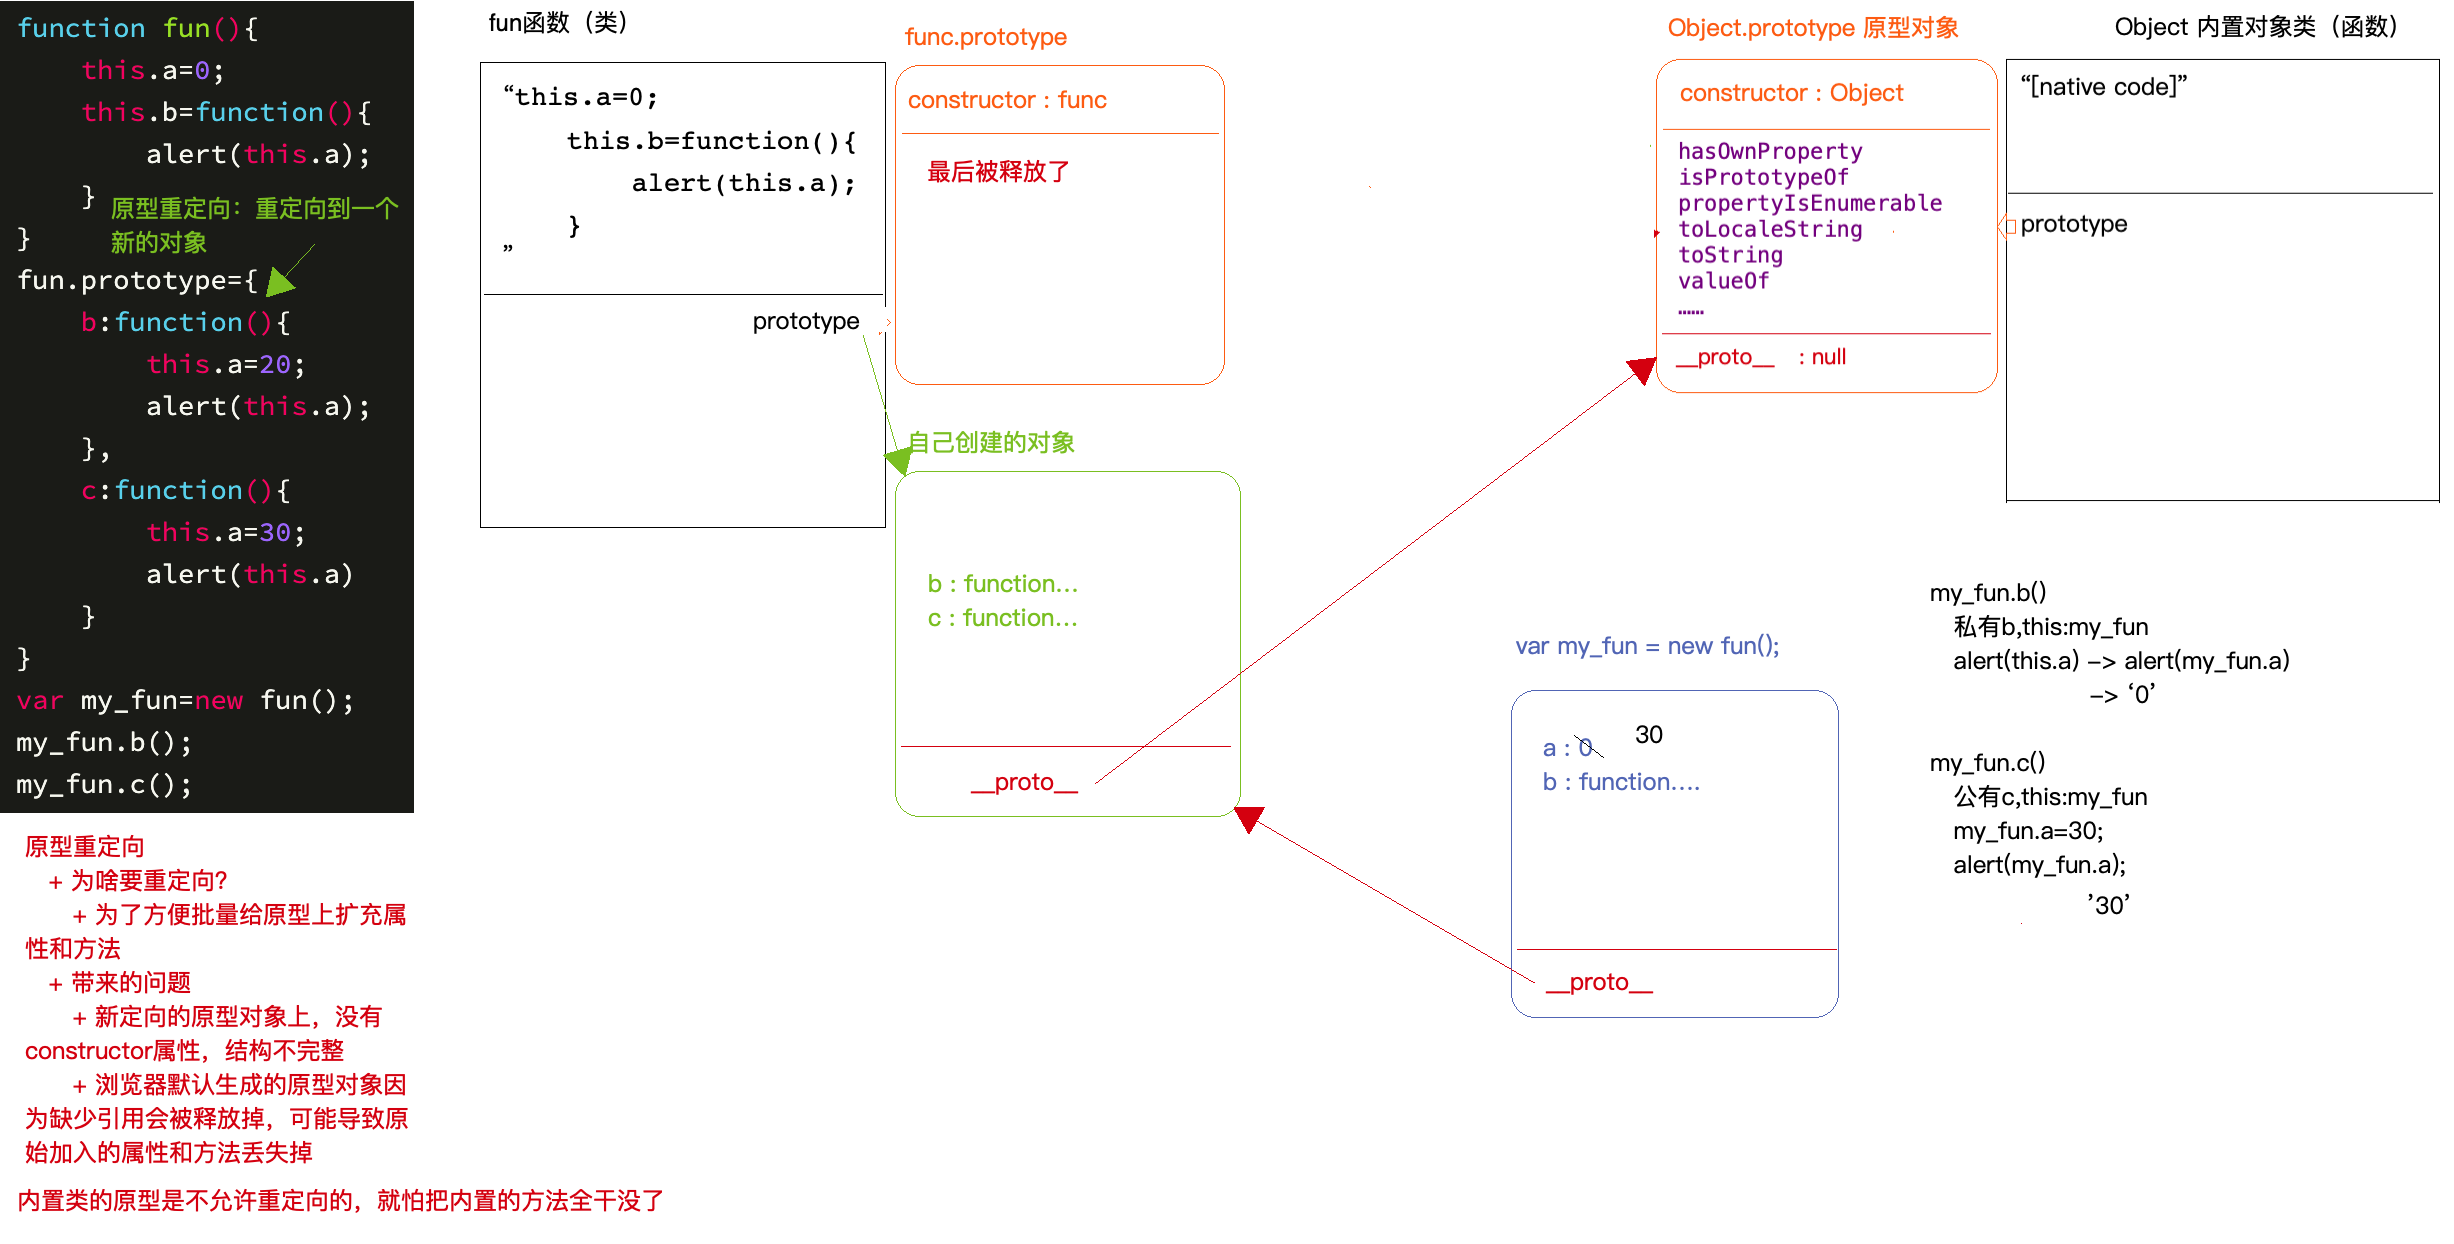 function fun(){
    this.a=0;
    this.b=function(){
        alert(this.a);
    }
}
原型重定向：重定向到一个
新的对象
fun.prototype={
    b:function(){
        this.a=20;
        alert(this.a);
    },
    c:function(){
        this.a=30;
        alert(this.a)
    }
}
var my_fun=new fun();
my_fun.b();
my_fun.c();
原型重定向
+ 为啥要重定向?
+ 为了方便批量给原型上扩充属
性和方法
+ 带来的问题
+ 新定向的原型对象上，没有
constructor属性，结构不完整
+ 浏览器默认生成的原型对象因
为缺少引用会被释放掉，可能导致原
始加入的属性和方法丢失掉
内置类的原型是不允许重定向的，就怕把内置的方法全干没了
fun函数（类）
“this.a=0;
this.b=function(){
alert(this.a);
}
”
prototype
func.prototype
constructor : func
最后被释放了
自己创建的对象
b : function...
c : function...
__proto__
Object.prototype 原型对象
constructor : Object
hasOwnProperty
isPrototypeOf
propertyIsEnumerable
toLocaleString
toString
valueOf
......
__proto__ : null
Object 内置对象类（函数）
“[native code]”
prototype
var my_fun = new fun();
a : 0 30
b : function....
__proto__
my_fun.b()
私有b,this:my_fun
alert(this.a) –> alert(my_fun.a)
–> ‘0’
my_fun.c()
公有c,this:my_fun
my_fun.a=30;
alert(my_fun.a);
’30’